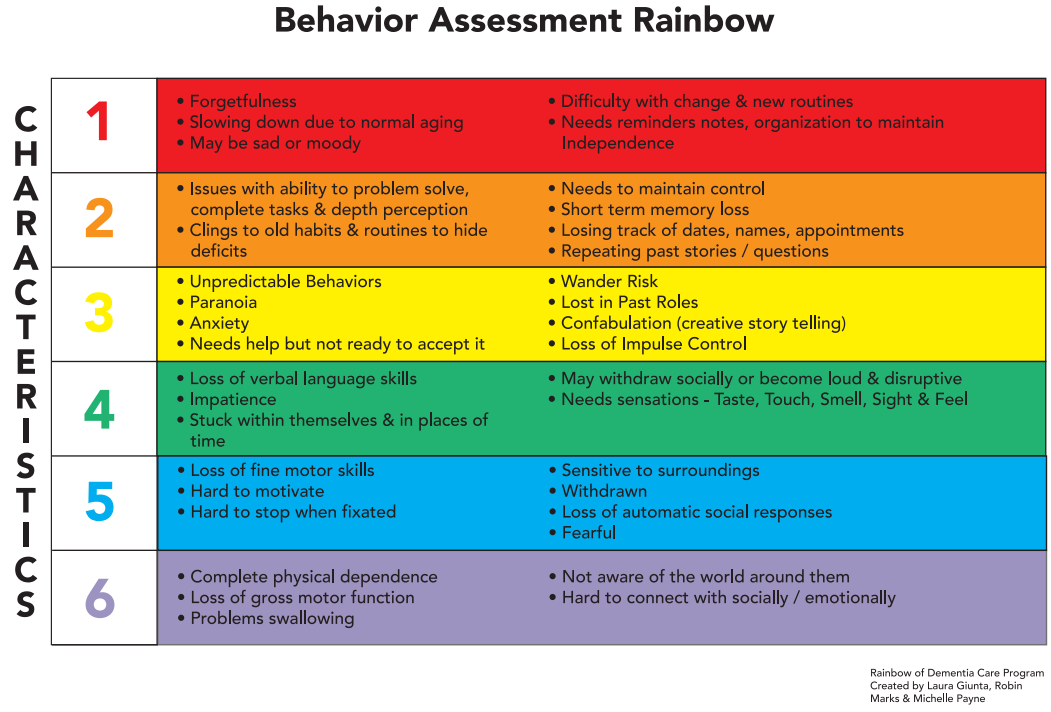 Behavior Assessment Rainbow
CHARACTERISTICS
1
• Forgetfulness
• Slowing down due to normal aging
• May be sad or moody
• Difficulty with change & new routines
• Needs reminders notes, organization to maintain
Independence
2
• Issues with ability to problem solve,
complete tasks & depth perception
• Clings to old habits & routines to hide
deficits
• Needs to maintain control
• Short term memory loss
• Losing track of dates, names, appointments
• Repeating past stories / questions
3
• Unpredictable Behaviors
• Paranoia
• Anxiety
• Needs help but not ready to accept it
• Wander Risk
• Lost in Past Roles
• Confabulation (creative story telling)
• Loss of Impulse Control
4
• Loss of verbal language skills
• Impatience
• Stuck within themselves & in places of
time
• May withdraw socially or become loud & disruptive
• Needs sensations - Taste, Touch, Smell, Sight & Feel
5
• Loss of fine motor skills
• Hard to motivate
• Hard to stop when fixated
• Sensitive to surroundings
• Withdrawn
• Loss of automatic social responses
• Fearful
6
• Complete physical dependence
• Loss of gross motor function
• Problems swallowing
• Not aware of the world around them
• Hard to connect with socially / emotionally
Rainbow of Dementia Care Program
Created by Laura Giunta, Robin
Marks & Michelle Payne